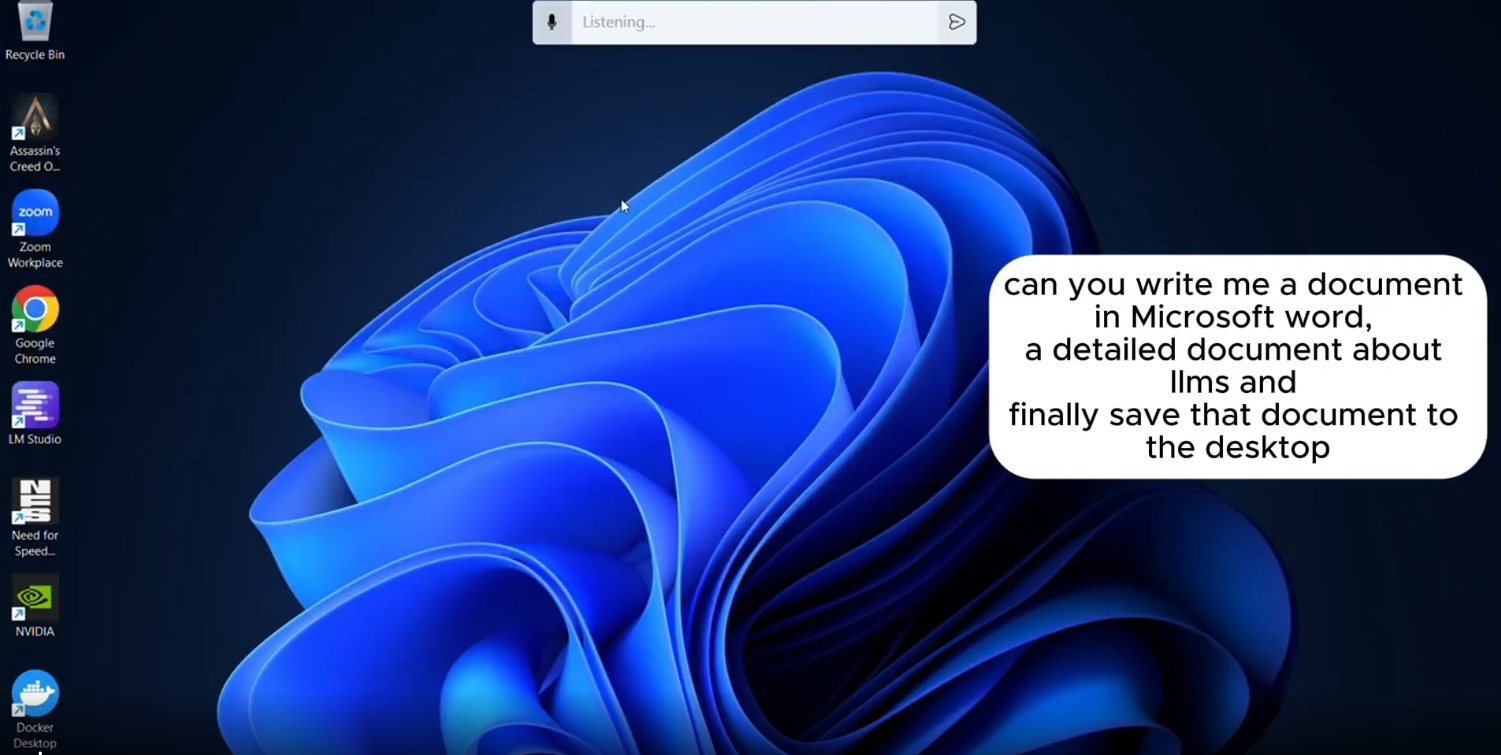 Listening...
Recycle Bin
Assassin's
Creed O...
zoom
Zoom
Workplace
Google
Chrome
LM Studio
Need for
Speed...
NVIDIA
Docker
Desktop
can you write me a document
in Microsoft word,
a detailed document about
llms and
finally save that document to
the desktop